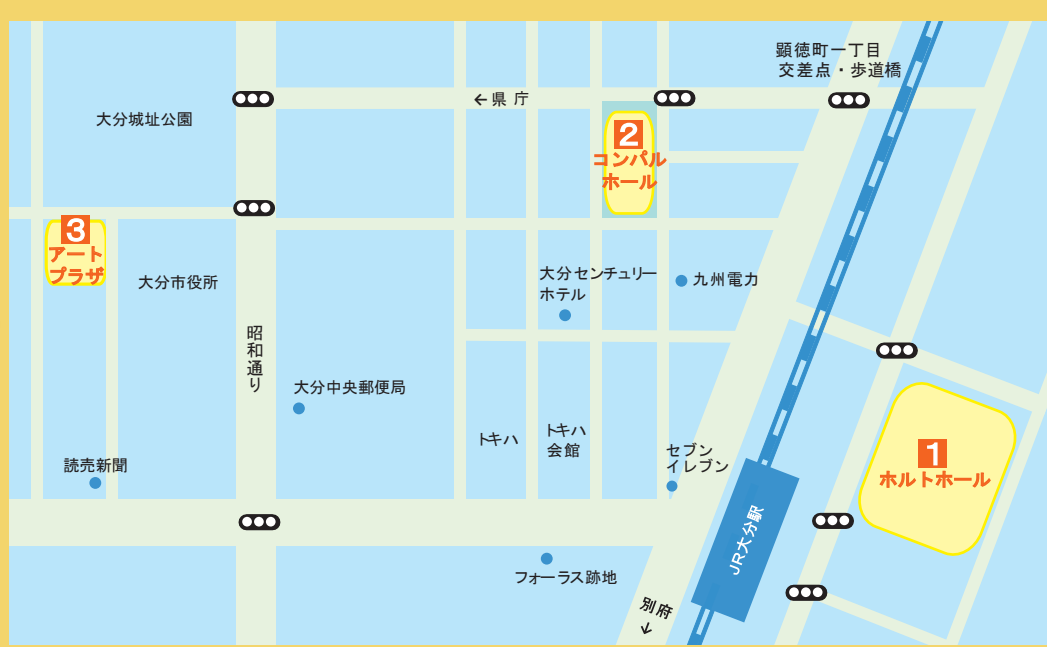 顕徳町一丁目
交差点・歩道橋
←県庁
大分城址公園
2
コンパル
ホール
3
アート
プラザ
大分市役所
大分センチュリー
ホテル
九州電力
昭和通り
大分中央郵便局
トキハ
トキハ
会館
セブン
イレブン
1
ホルトホール
読売新聞
JR大分駅
フォーラス跡地
別府
↓